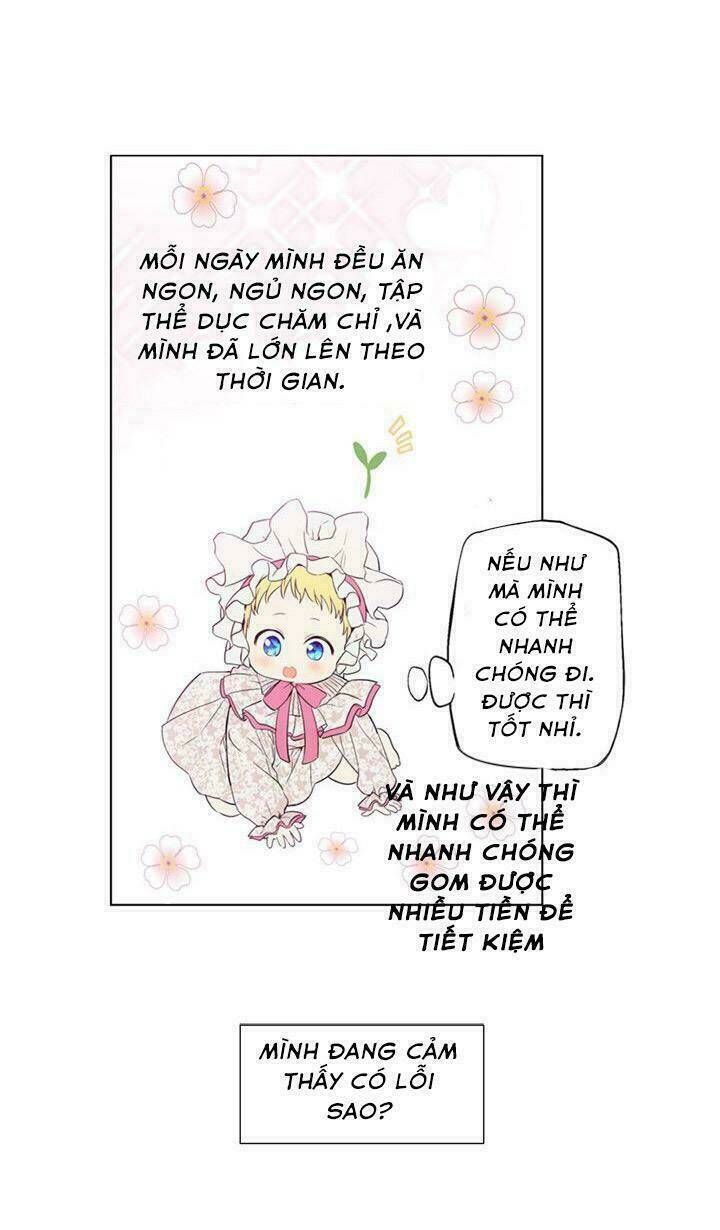 MỖI NGÀY MÌNH ĐỀU ĂN
NGON, NGỦ NGON, TẬP
THỂ DỤC CHĂM CHỈ ,VÀ
MÌNH ĐÃ LỚN LÊN THEO
THỜI GIAN.
NẾU NHƯ
MÀ MÌNH
CÓ THỂ
NHANH
CHÓNG ĐI.
ĐƯỢC THÌ
TỐT NHỈ.
VÀ NHƯ VẬY THÌ
MÌNH CÓ THỂ
NHANH CHÓNG
GOM ĐƯỢC
NHIỀU TIỀN ĐỂ
TIẾT KIỆM
MÌNH ĐANG CẢM
THẤY CÓ LỖI
SAO?